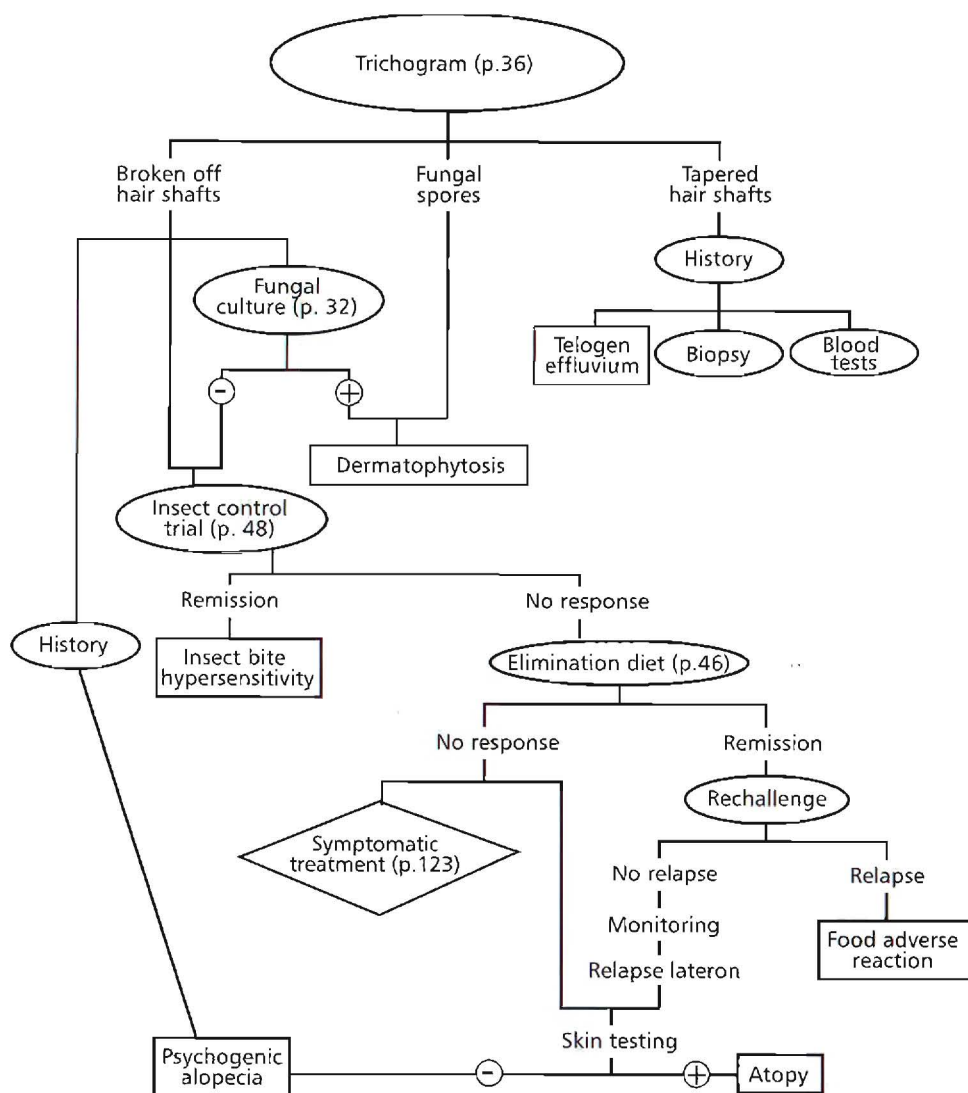 Trichogram (p.36)
Broken off
hair shafts
Fungal
spores
Tapered
hair shafts
History
Fungal
culture (p. 32)
Telogen
effluvium
Biopsy
Blood
tests
-
+
Dermatophytosis
Insect control
trial (p. 48)
Remission
No response
History
Insect bite
hypersensitivity
Elimination diet (p.46)
No response
Remission
Rechallenge
Symptomatic
treatment (p.123)
No relapse
Relapse
Monitoring
Food adverse
reaction
Relapse lateron
Skin testing
Psychogenic
alopecia
-
+
Atopy